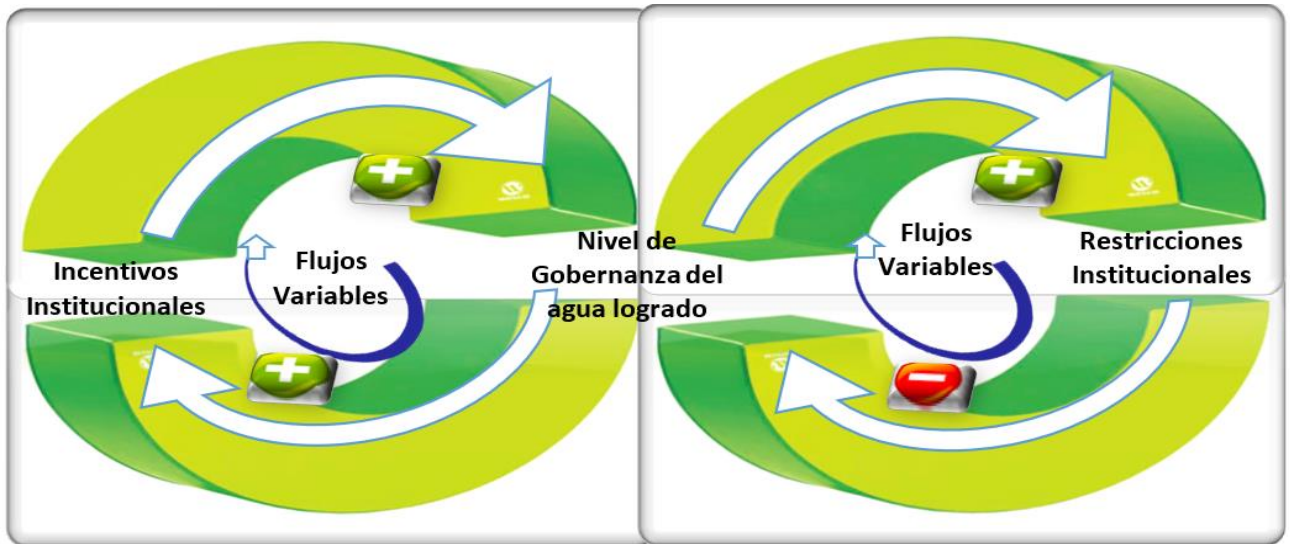 Incentivos
Institucionales
Flujos
Variables
Nivel de
Gobernanza del
agua logrado
Flujos
Variables
Restricciones
Institucionales